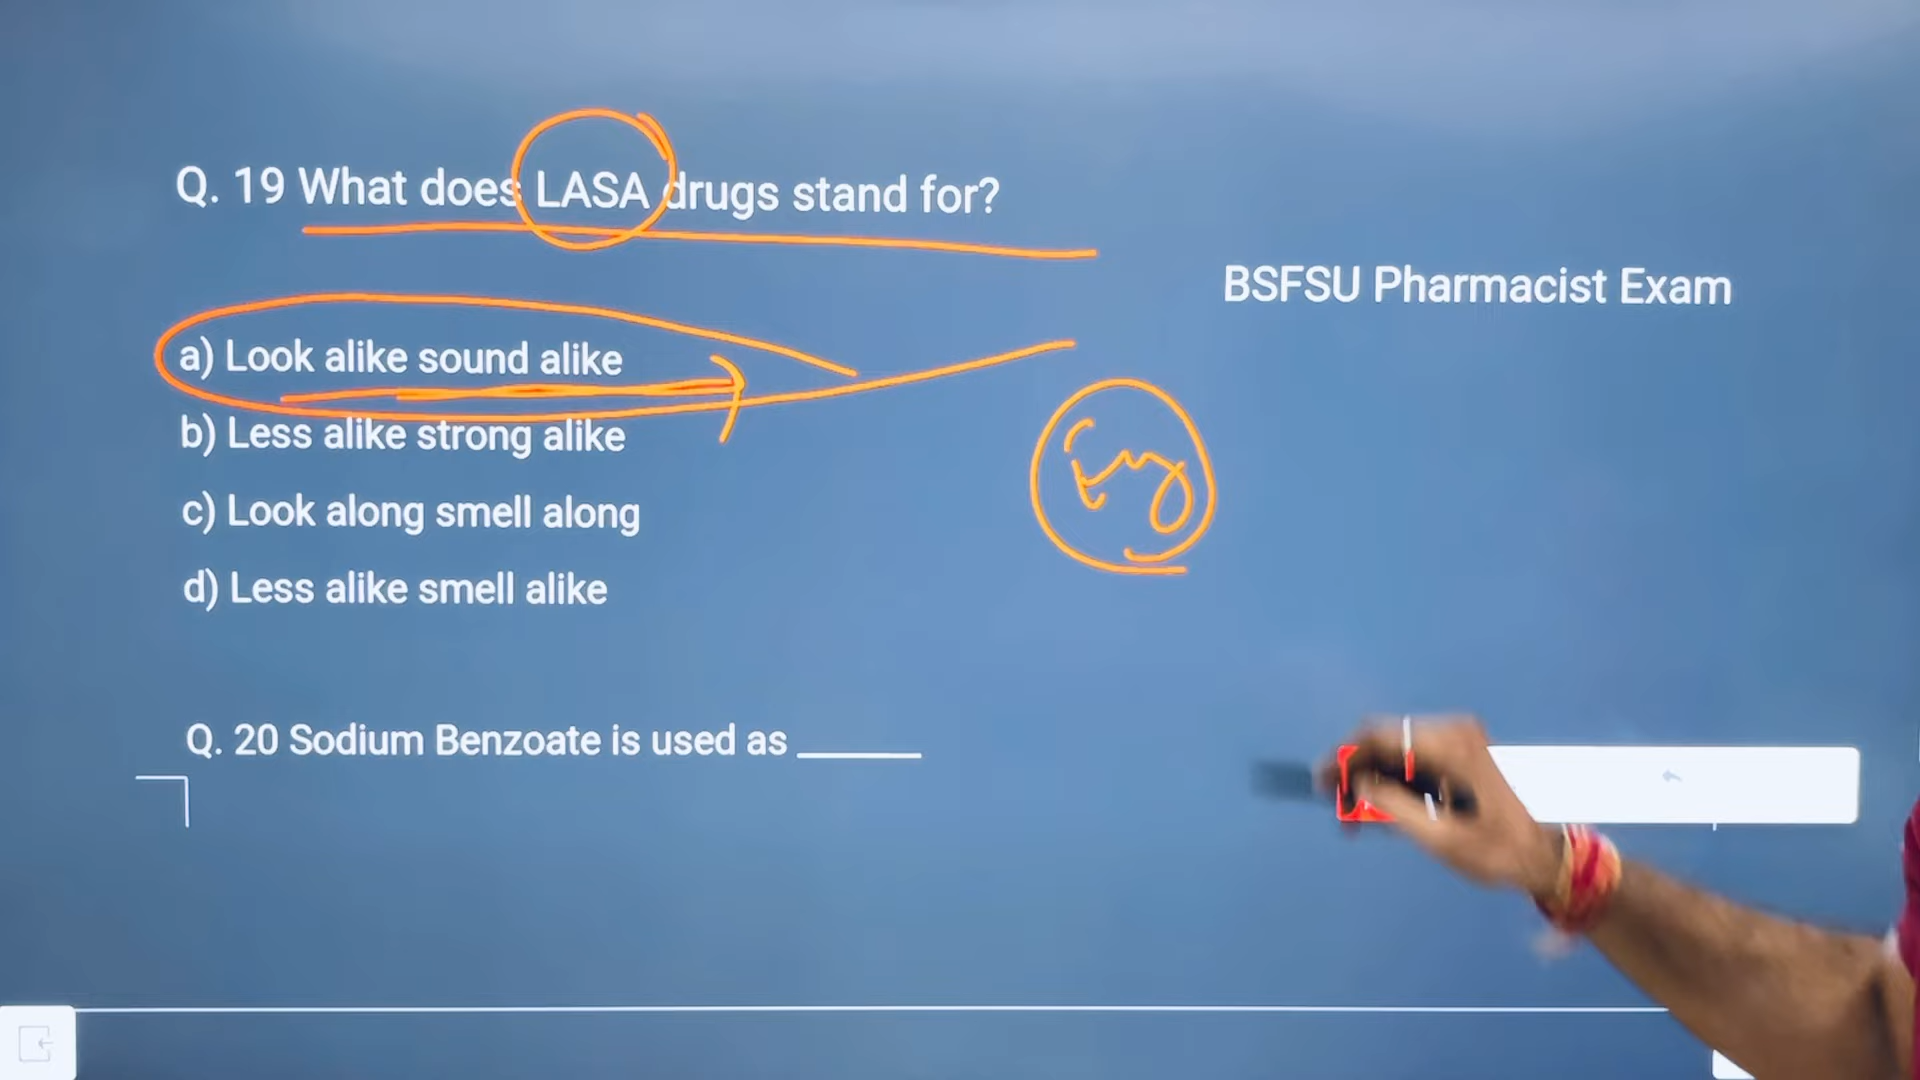 Q. 19 What does LASA drugs stand for?
BSFSU Pharmacist Exam
a) Look alike sound alike
b) Less alike strong alike
c) Look along smell along
d) Less alike smell alike
Q. 20 Sodium Benzoate is used as ______